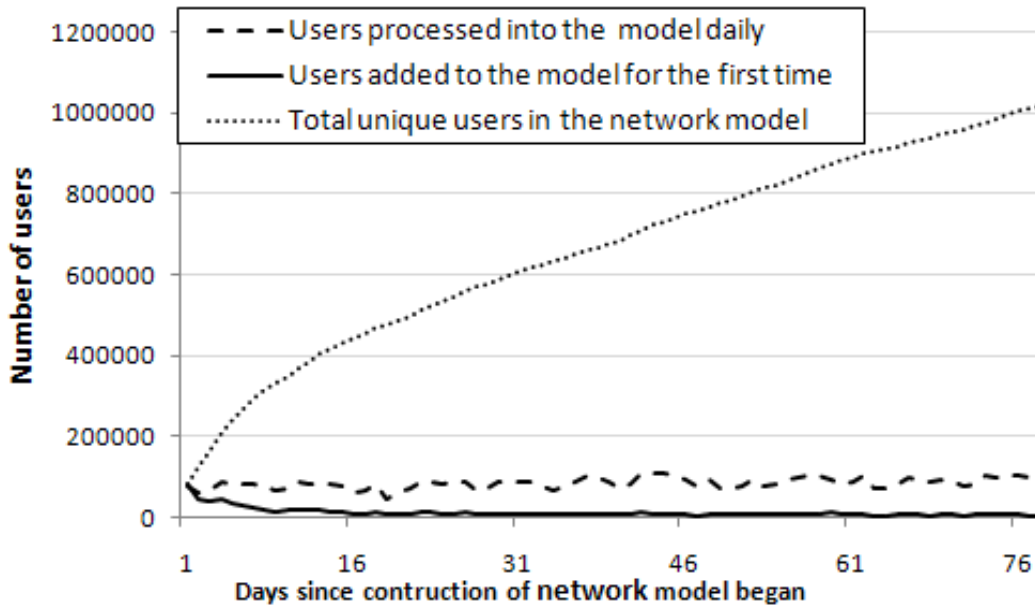 1200000
1000000
800000
600000
400000
200000
0
Number of users
Users processed into the model daily
Users added to the model for the first time
Total unique users in the network model
1 16 31 46 61 76
Days since contruction of network model began